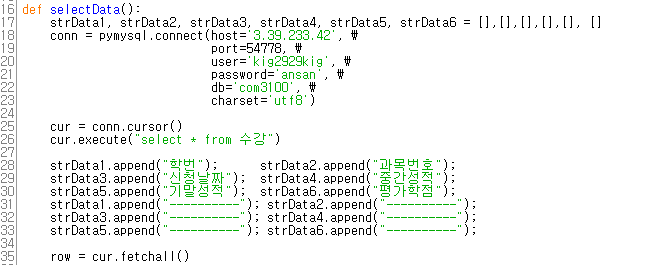 16 def selectData():
17     strData1, strData2, strData3, strData4, strData5, strData6 = [],[],[],[],[], []
18     conn = pymysql.connect(host='3.39.233.42', ₩
19                            port=54778, ₩
20                            user='kig2929kig', ₩
21                            password='ansan', ₩
22                            db='com3100', ₩
23                            charset='utf8')
24
25     cur = conn.cursor()
26     cur.execute("select * from 수강")
27
28     strData1.append("학번");      strData2.append("과목번호");
29     strData3.append("신청날짜"); strData4.append("중간성적");
30     strData5.append("기말성적"); strData6.append("평가학점");
31     strData1.append("----------"); strData2.append("----------");
32     strData3.append("----------"); strData4.append("----------");
33     strData5.append("----------"); strData6.append("----------");
34
35     row = cur.fetchall()